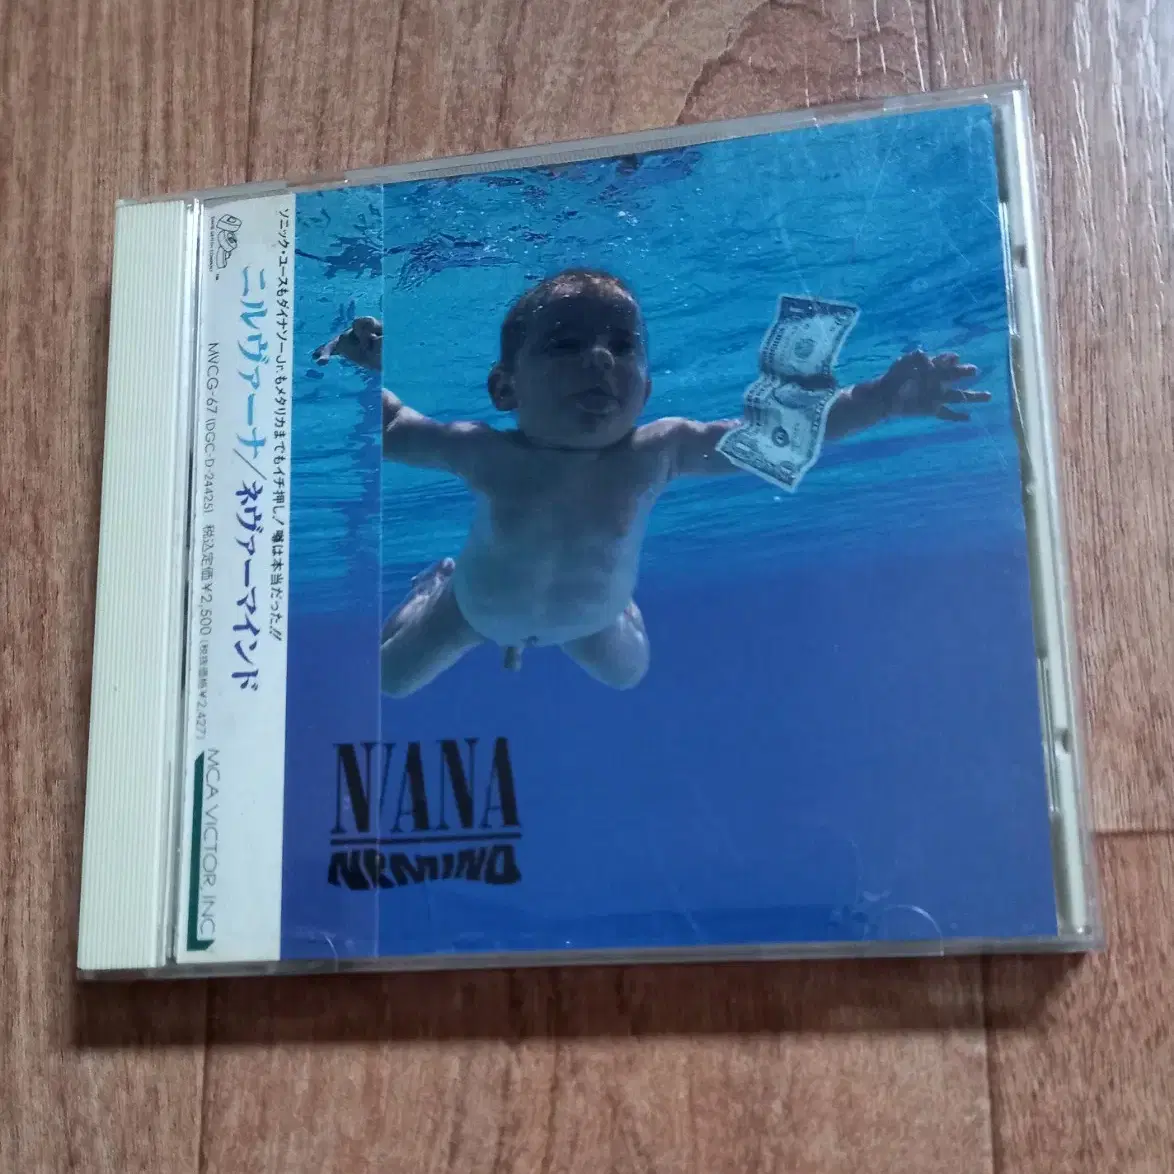 ソニック・ユースもダイナソーJr.もメタリカまでもイチ押し!噂は本当だった!!
ニルヴァーナ/ネヴァーマインド
MVCG-67 (DGC-D-24425) 税込定価¥2,500 (税抜価格¥2,427)
MCA VICTOR, INC.
NVANA
NRMIND